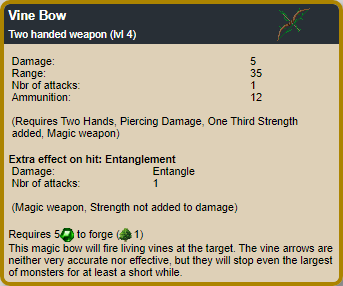 Vine Bow
Two handed weapon (lvl 4)
Damage: 5
Range: 35
Nbr of attacks: 1
Ammunition: 12
(Requires Two Hands, Piercing Damage, One Third Strength
added, Magic weapon)
Extra effect on hit: Entanglement
Damage: Entangle
Nbr of attacks: 1
(Magic weapon, Strength not added to damage)
Requires 5 to forge ( 1)
This magic bow will fire living vines at the target. The vine arrows are
neither very accurate nor effective, but they will stop even the largest
of monsters for at least a short while.